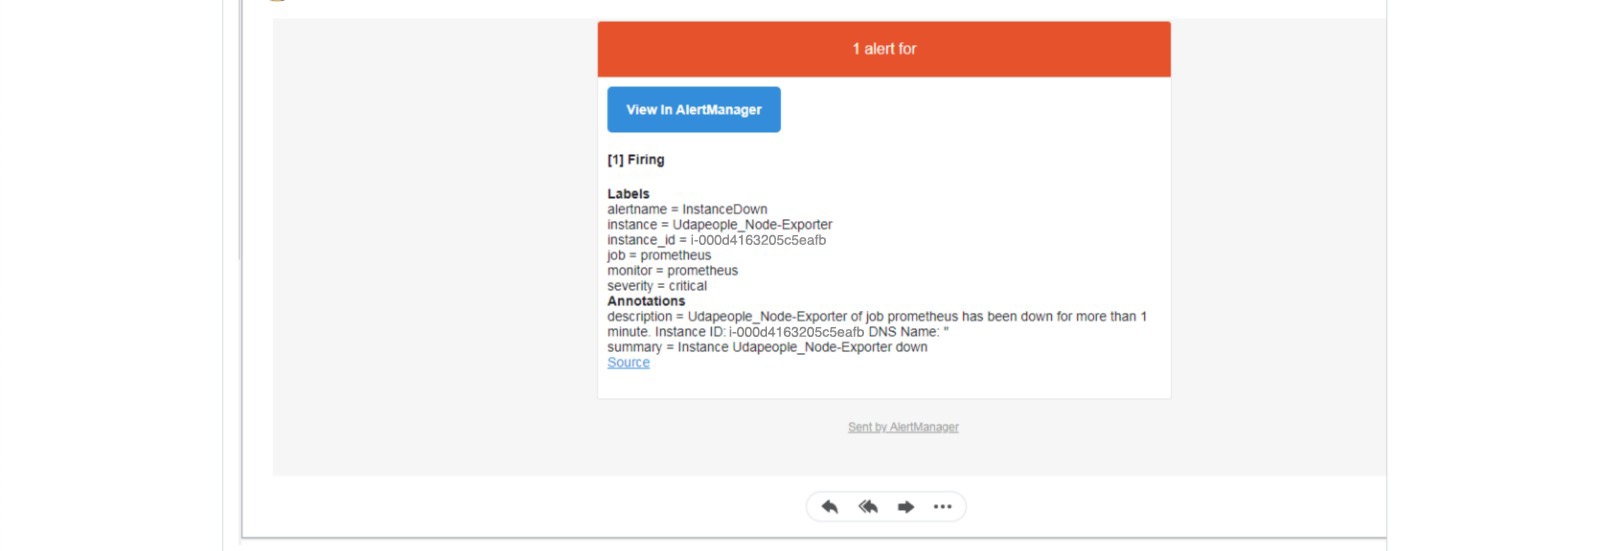 1 alert for
View In AlertManager
[1] Firing
Labels
alertname = InstanceDown
instance = Udapeople_Node-Exporter
instance_id = i-000d4163205c5eafb
job = prometheus
monitor = prometheus
severity = critical
Annotations
description = Udapeople_Node-Exporter of job prometheus has been down for more than 1
minute. Instance ID: i-000d4163205c5eafb DNS Name: "
summary = Instance Udapeople_Node-Exporter down
Source
Sent by AlertManager